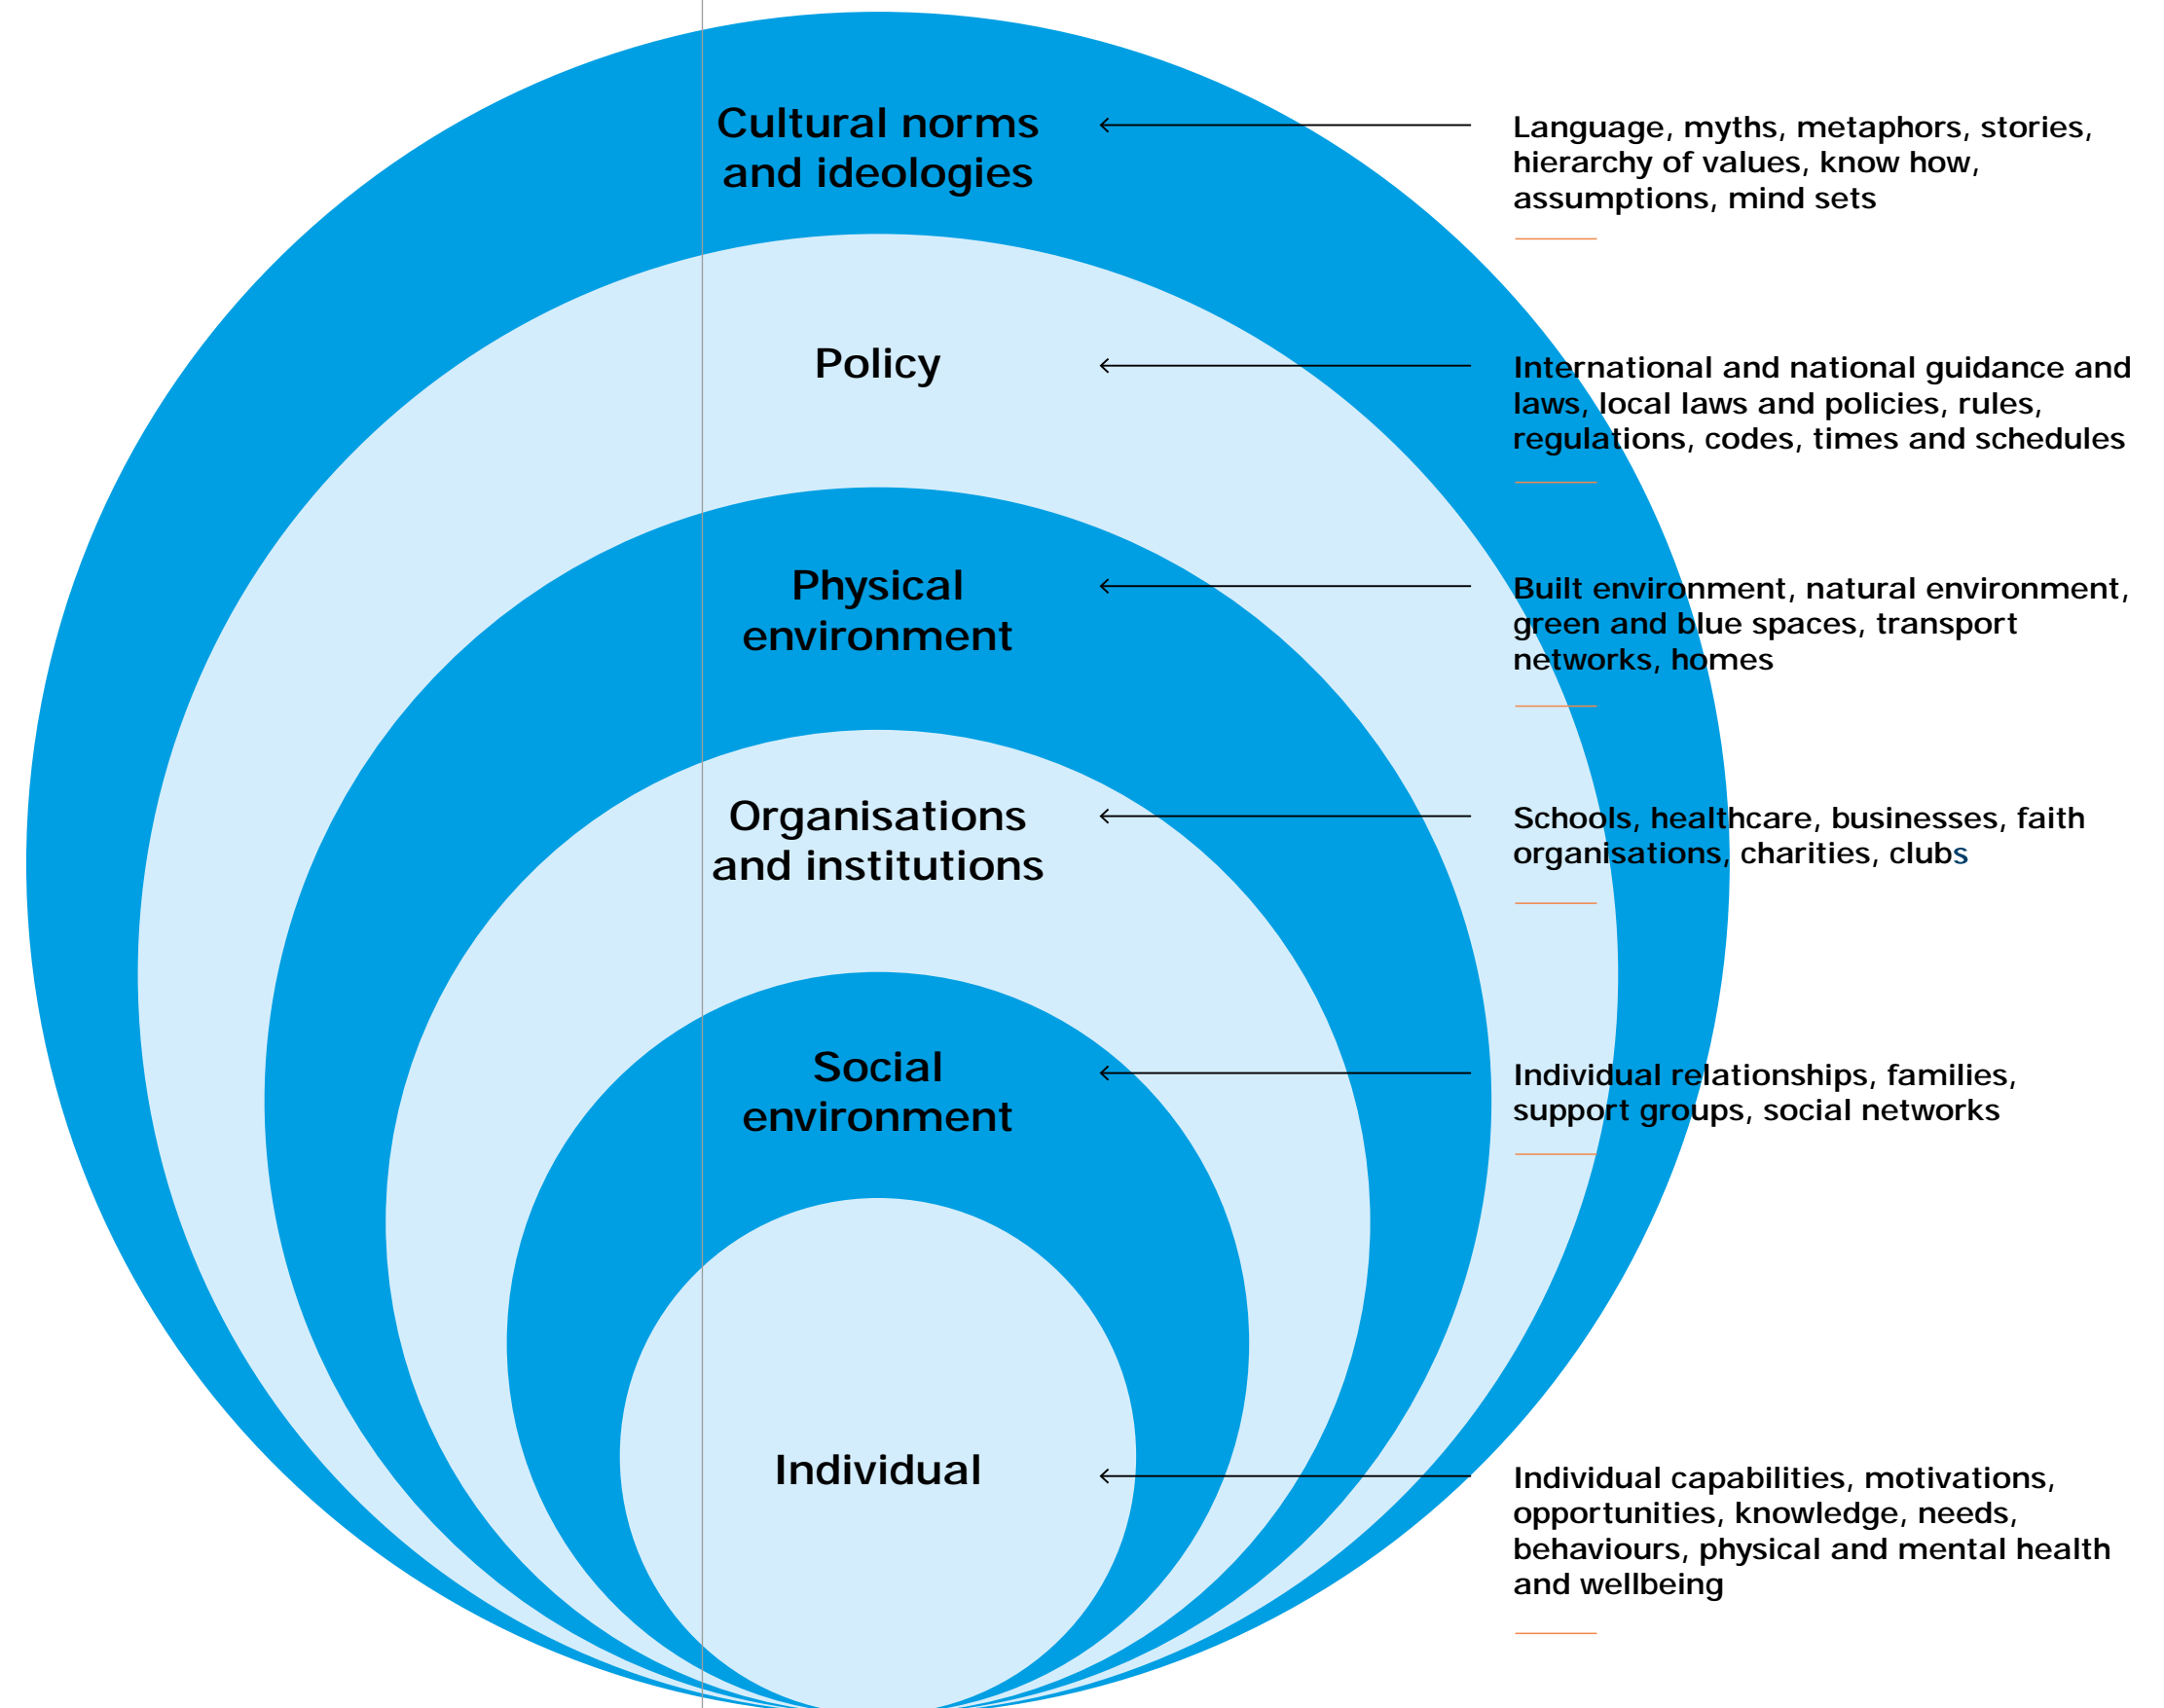 Cultural norms
and ideologies
Language, myths, metaphors, stories,
hierarchy of values, know how,
assumptions, mind sets
Policy
International and national guidance and
laws, local laws and policies, rules,
regulations, codes, times and schedules
Physical
environment
Built environment, natural environment,
green and blue spaces, transport
networks, homes
Organisations
and institutions
Schools, healthcare, businesses, faith
organisations, charities, clubs
Social
environment
Individual relationships, families,
support groups, social networks
Individual
Individual capabilities, motivations,
opportunities, knowledge, needs,
behaviours, physical and mental health
and wellbeing